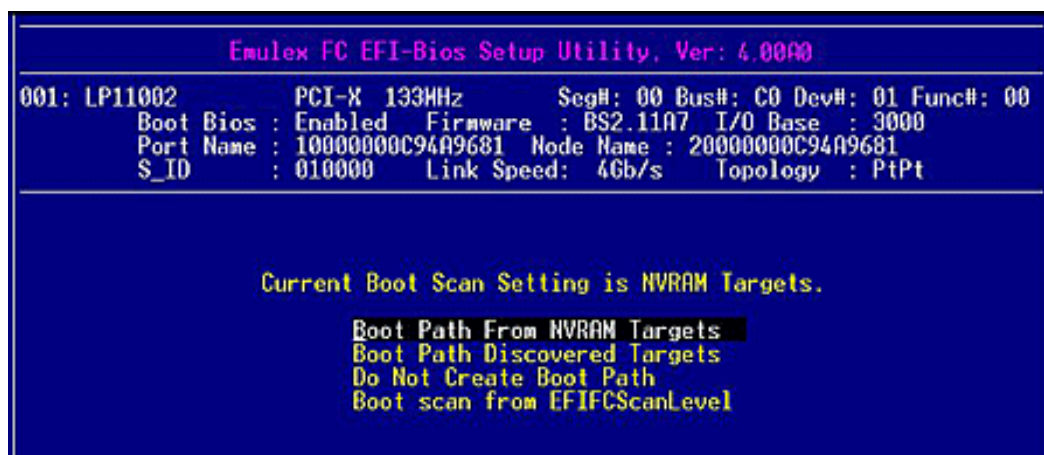 Emulex FC EFI-Bios Setup Utility, Ver: 4.00A0
001: LP11002 PCI-X 133MHz Seg#: 00 Bus#: C0 Dev#: 01 Func#: 00
Boot Bios : Enabled Firmware : BS2.11A7 I/O Base : 3000
Port Name : 10000000C94A9681 Node Name : 20000000C94A9681
S_ID : 010000 Link Speed: 4Gb/s Topology : PtPt
Current Boot Scan Setting is NVRAM Targets.
Boot Path From NVRAM Targets
Boot Path Discovered Targets
Do Not Create Boot Path
Boot scan from EFIFCScanLevel